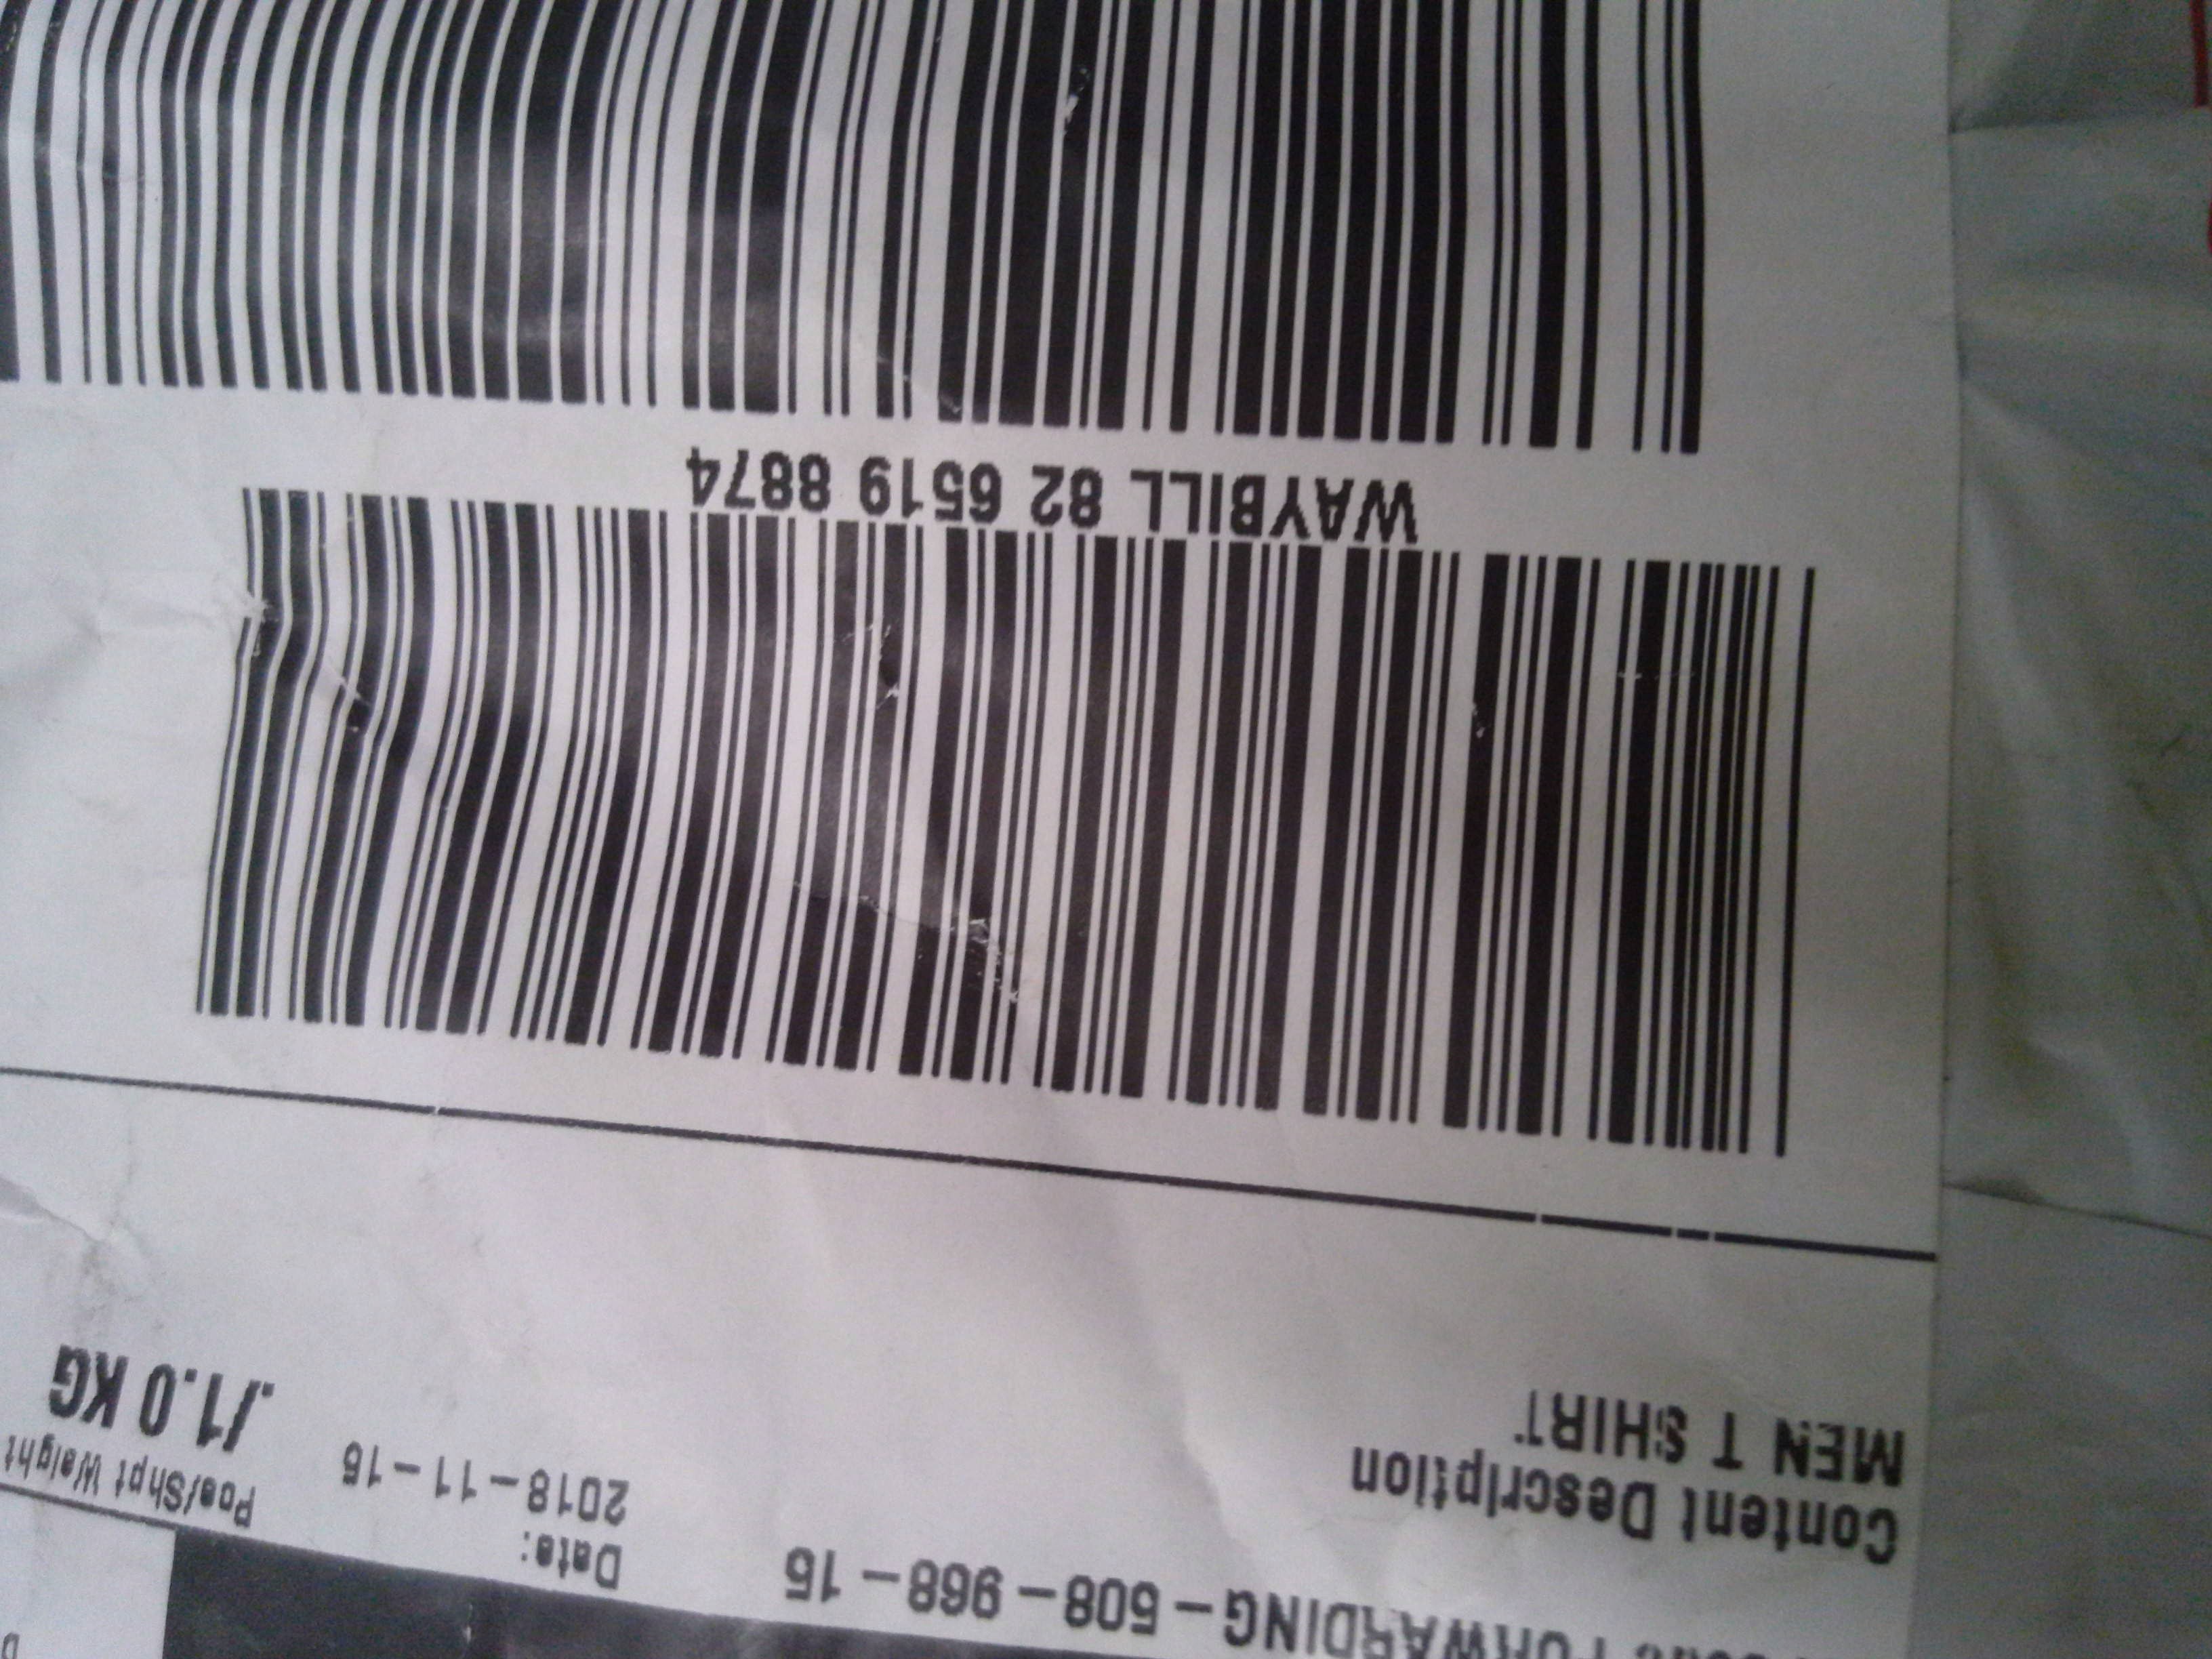 FORWARDING-508-968-15
Date:
2018-11-15
Pce/Shpt Weight
./1.0 KG
Content Description
MEN T SHIRT
WAYBILL 82 6519 8874